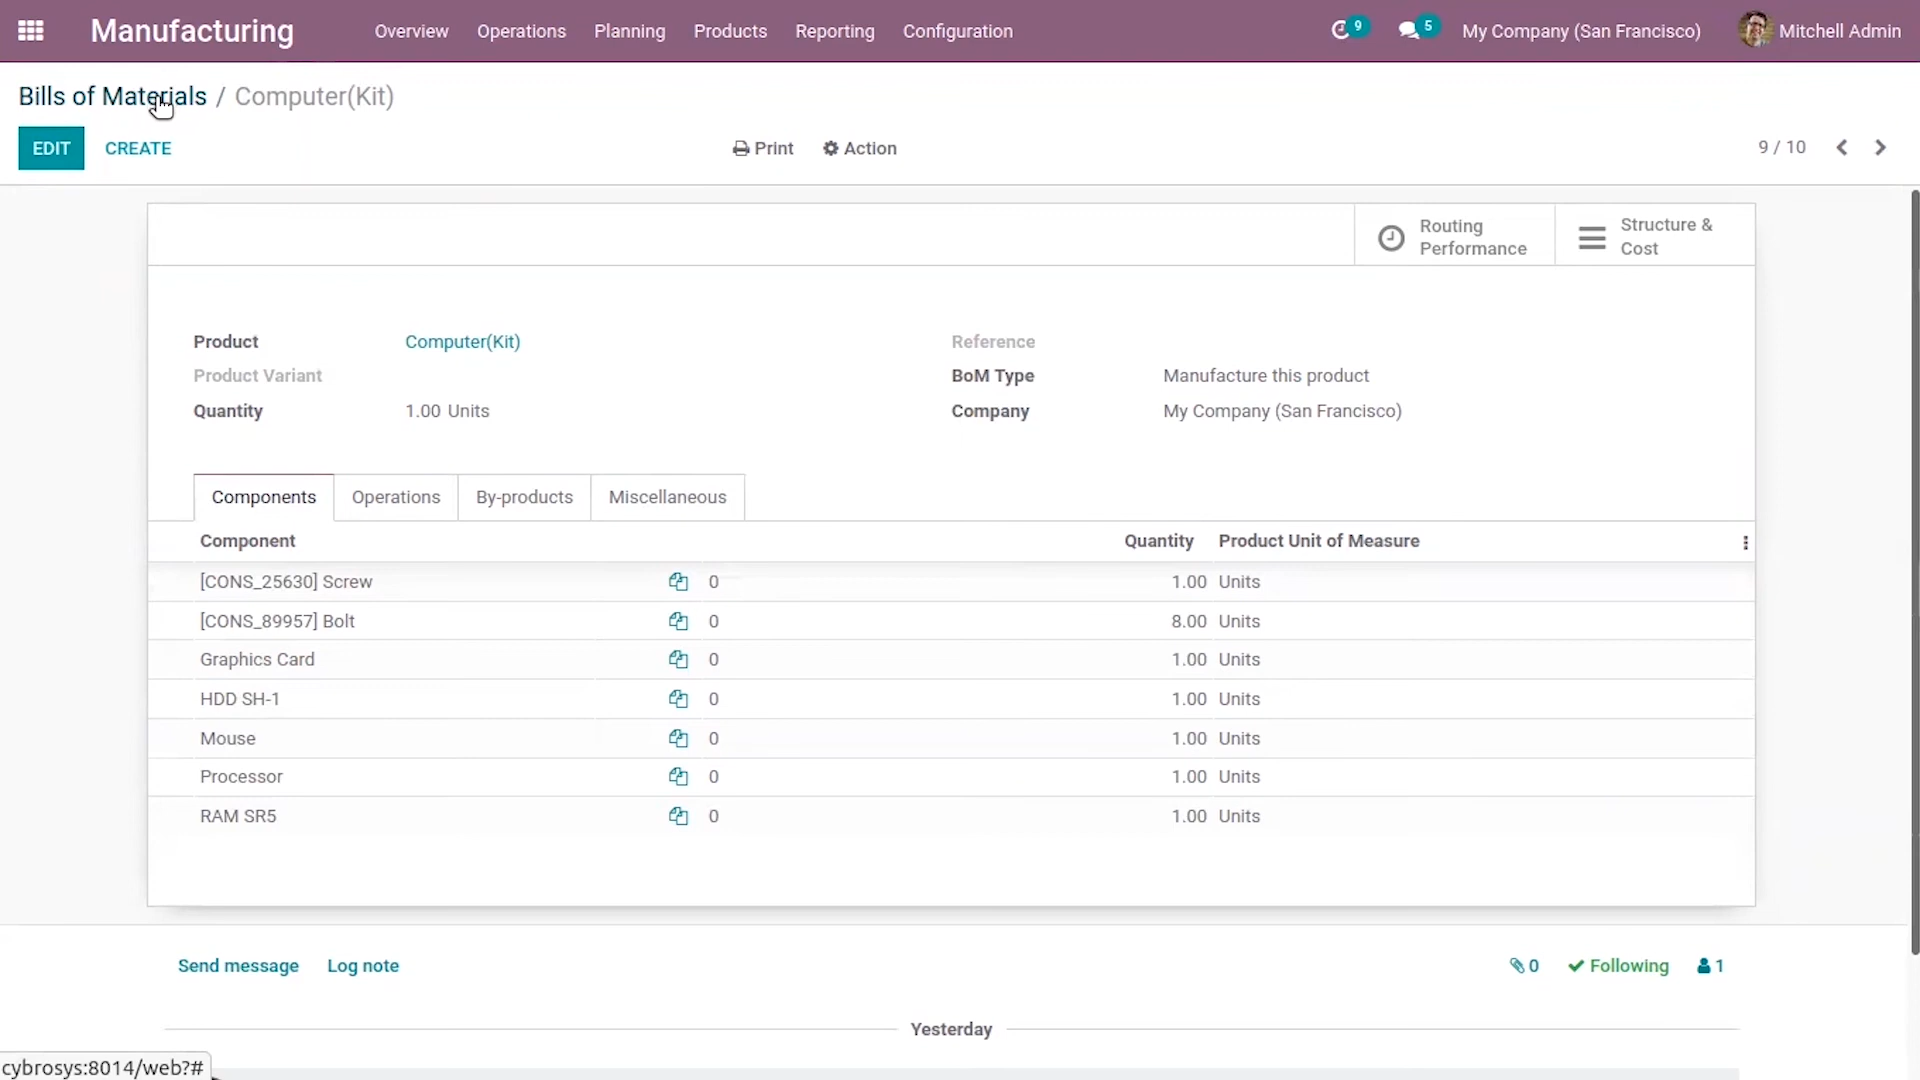 Manufacturing Overview Operations Planning Products Reporting Configuration 9 5 My Company (San Francisco) Mitchell Admin
Bills of Materials / Computer(Kit)
EDIT CREATE Print Action 9 / 10
Routing Performance
Structure & Cost
Product Computer(Kit) Reference
Product Variant BoM Type Manufacture this product
Quantity 1.00 Units Company My Company (San Francisco)
Components Operations By-products Miscellaneous
Component Quantity Product Unit of Measure
[CONS_25630] Screw 0 1.00 Units
[CONS_89957] Bolt 0 8.00 Units
Graphics Card 0 1.00 Units
HDD SH-1 0 1.00 Units
Mouse 0 1.00 Units
Processor 0 1.00 Units
RAM SR5 0 1.00 Units
Send message Log note 0 Following 1
Yesterday
cybrosys:8014/web?#